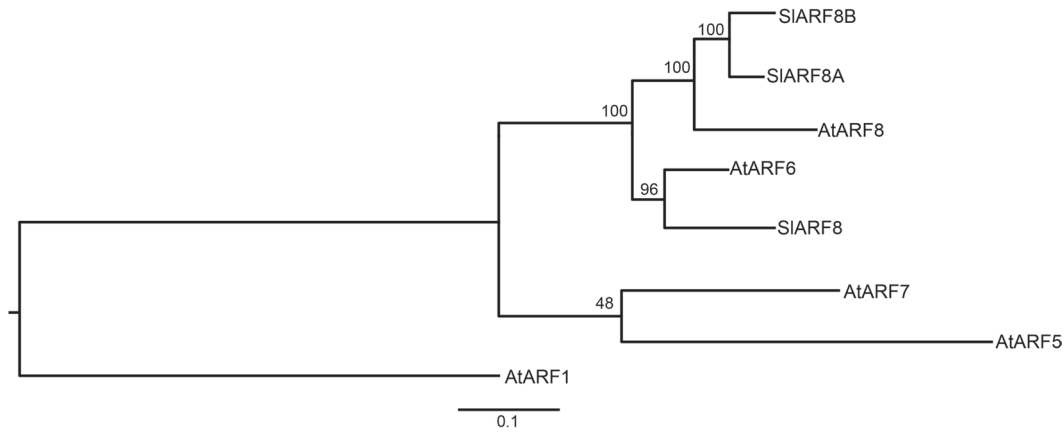 SlARF8B
100
SlARF8A
100
AtARF8
100
AtARF6
96
SlARF8
AtARF7
48
AtARF5
AtARF1
0.1